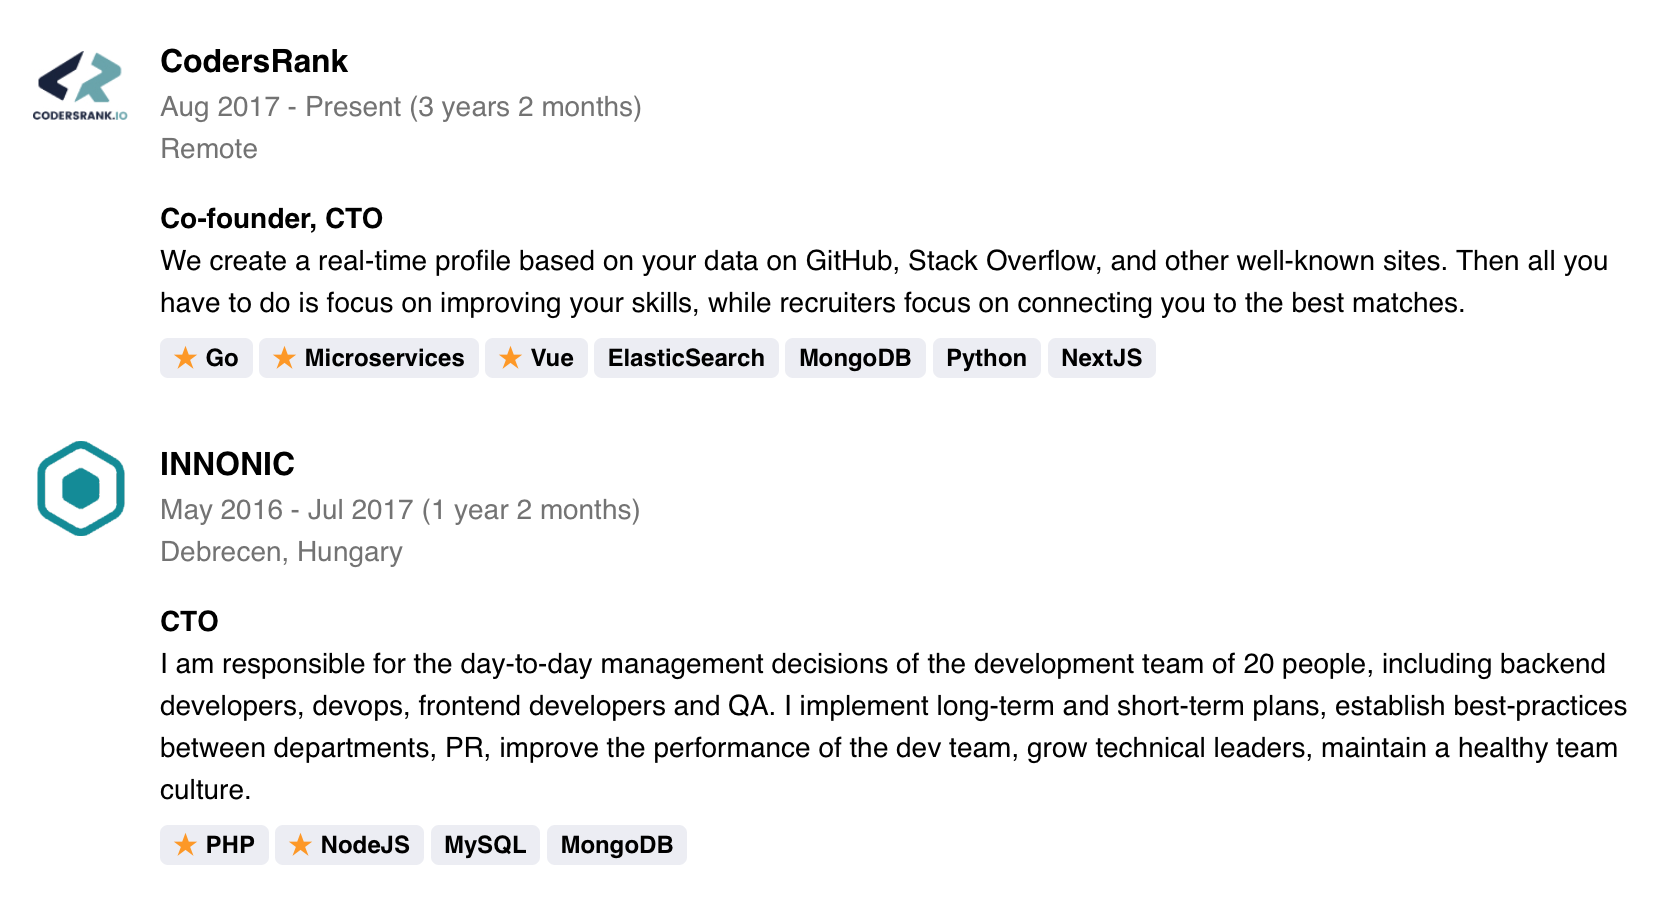 CodersRank
Aug 2017 - Present (3 years 2 months)
CODERSRANK.IO
Remote
Co-founder, CTO
We create a real-time profile based on your data on GitHub, Stack Overflow, and other well-known sites. Then all you
have to do is focus on improving your skills, while recruiters focus on connecting you to the best matches.
★ Go ★ Microservices ★ Vue ElasticSearch MongoDB Python NextJS
INNONIC
May 2016 - Jul 2017 (1 year 2 months)
Debrecen, Hungary
CTO
I am responsible for the day-to-day management decisions of the development team of 20 people, including backend
developers, devops, frontend developers and QA. I implement long-term and short-term plans, establish best-practices
between departments, PR, improve the performance of the dev team, grow technical leaders, maintain a healthy team
culture.
★ PHP ★ NodeJS MySQL MongoDB